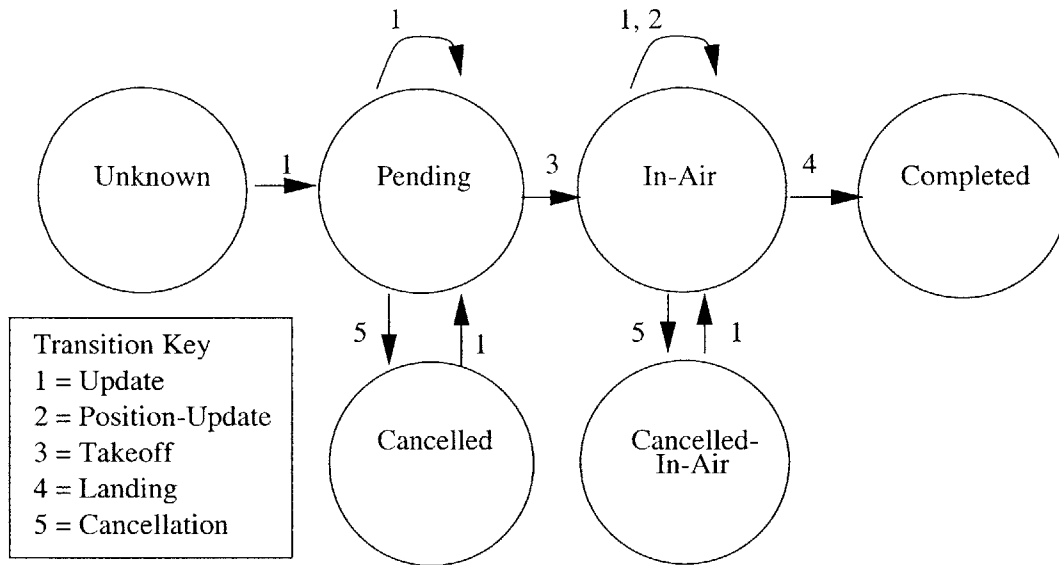 1
1, 2
Unknown
1
Pending
3
In-Air
4
Completed
5
1
5
1
Transition Key
1 = Update
2 = Position-Update
3 = Takeoff
4 = Landing
5 = Cancellation
Cancelled
Cancelled-
In-Air